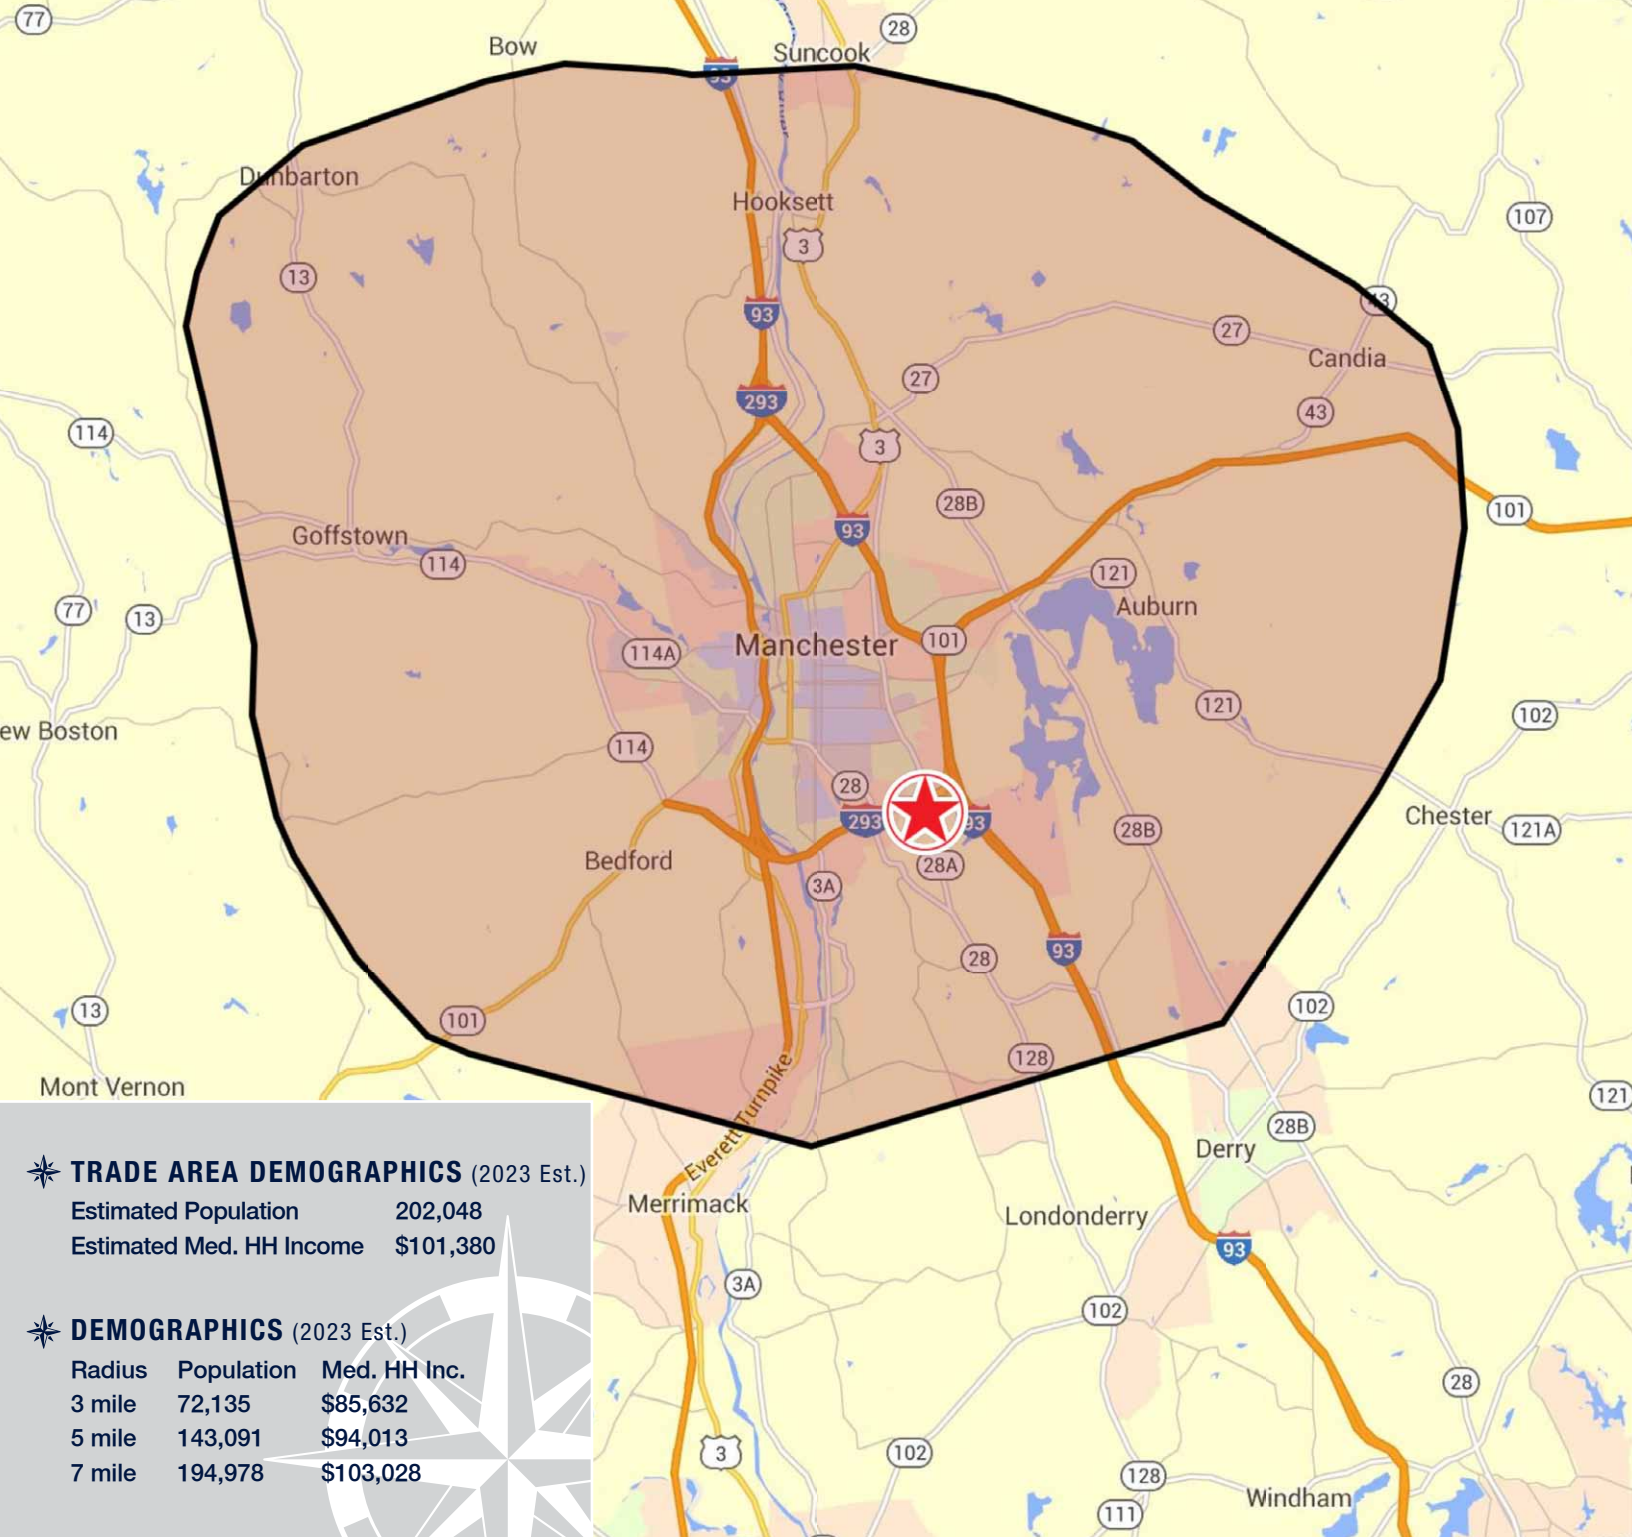 77
28
Bow
Suncook
93
Dunbarton
Hooksett
107
3
13
43
93
27
Candia
27
293
43
114
3
28B
101
93
Goffstown
114
121
Auburn
77
13
101
Manchester
114A
121
102
ew Boston
114
28
293
93
Chester
121A
28B
Bedford
28A
3A
28
93
13
101
102
128
Mont Vernon
121
Everett Turnpike
28B
Derry
Merrimack
Londonderry
93
3A
102
28
3
102
128
Windham
111
TRADE AREA DEMOGRAPHICS (2023 Est.)
Estimated Population 202,048
Estimated Med. HH Income $101,380
DEMOGRAPHICS (2023 Est.)
Radius Population Med. HH Inc.
3 mile 72,135 $85,632
5 mile 143,091 $94,013
7 mile 194,978 $103,028